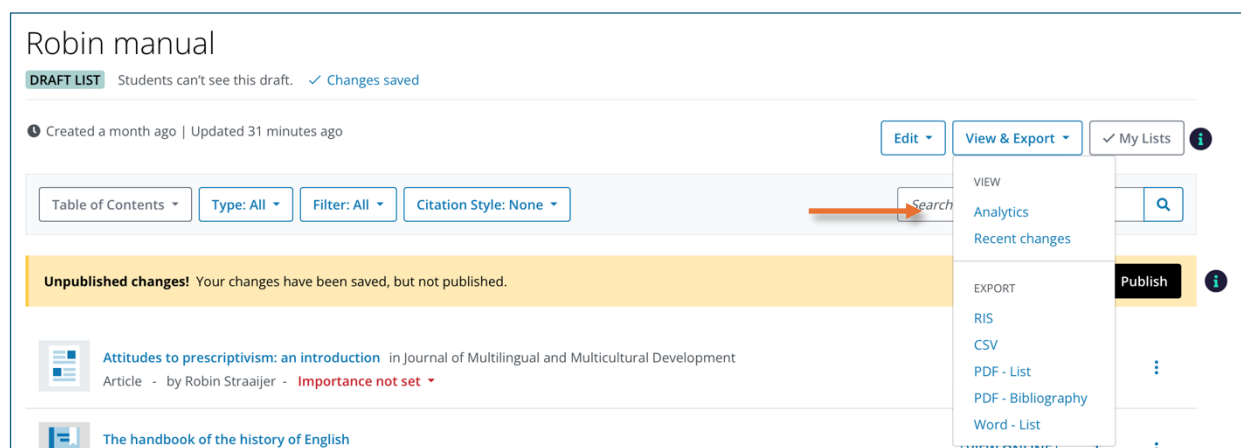 Robin manual
DRAFT LIST Students can't see this draft. ✓ Changes saved
Created a month ago | Updated 31 minutes ago
Edit View & Export ✓ My Lists
VIEW
Table of Contents Type: All Filter: All Citation Style: None Search
Analytics
Recent changes
Unpublished changes! Your changes have been saved, but not published. Publish
EXPORT
RIS
CSV
PDF - List
PDF - Bibliography
Word - List
Attitudes to prescriptivism: an introduction in Journal of Multilingual and Multicultural Development
Article - by Robin Straaijer - Importance not set
The handbook of the history of English